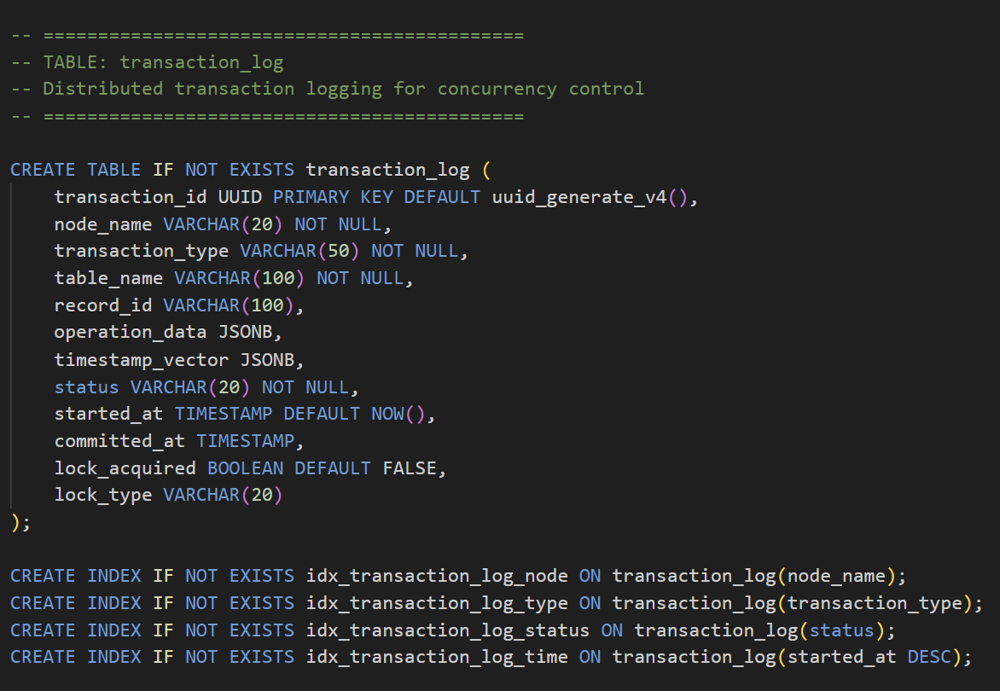 -- ============================================
-- TABLE: transaction_log
-- Distributed transaction logging for concurrency control
-- ============================================
CREATE TABLE IF NOT EXISTS transaction_log (
    transaction_id UUID PRIMARY KEY DEFAULT uuid_generate_v4(),
    node_name VARCHAR(20) NOT NULL,
    transaction_type VARCHAR(50) NOT NULL,
    table_name VARCHAR(100) NOT NULL,
    record_id VARCHAR(100),
    operation_data JSONB,
    timestamp_vector JSONB,
    status VARCHAR(20) NOT NULL,
    started_at TIMESTAMP DEFAULT NOW(),
    committed_at TIMESTAMP,
    lock_acquired BOOLEAN DEFAULT FALSE,
    lock_type VARCHAR(20)
);
CREATE INDEX IF NOT EXISTS idx_transaction_log_node ON transaction_log(node_name);
CREATE INDEX IF NOT EXISTS idx_transaction_log_type ON transaction_log(transaction_type);
CREATE INDEX IF NOT EXISTS idx_transaction_log_status ON transaction_log(status);
CREATE INDEX IF NOT EXISTS idx_transaction_log_time ON transaction_log(started_at DESC);